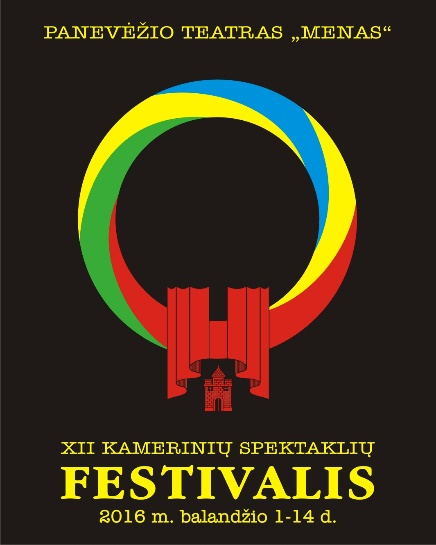 PANEVĖŽIO TEATRAS „MENAS“
XII KAMERINIŲ SPEKTAKLIŲ
FESTIVALIS
2016 m. balandžio 1-14 d.